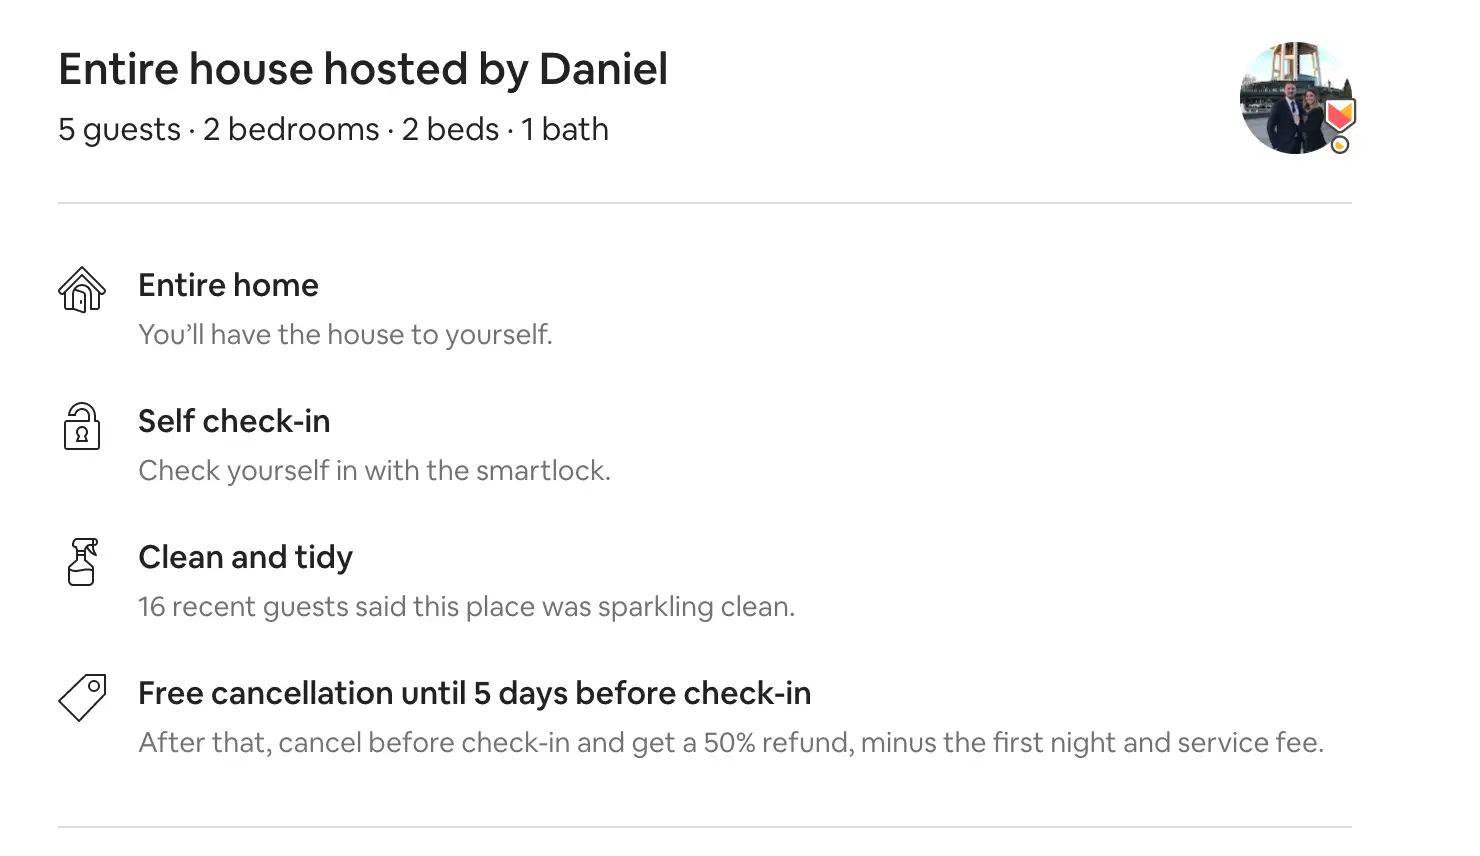 Entire house hosted by Daniel
5 guests · 2 bedrooms · 2 beds · 1 bath
Entire home
You’ll have the house to yourself.
Self check-in
Check yourself in with the smartlock.
Clean and tidy
16 recent guests said this place was sparkling clean.
Free cancellation until 5 days before check-in
After that, cancel before check-in and get a 50% refund, minus the first night and service fee.